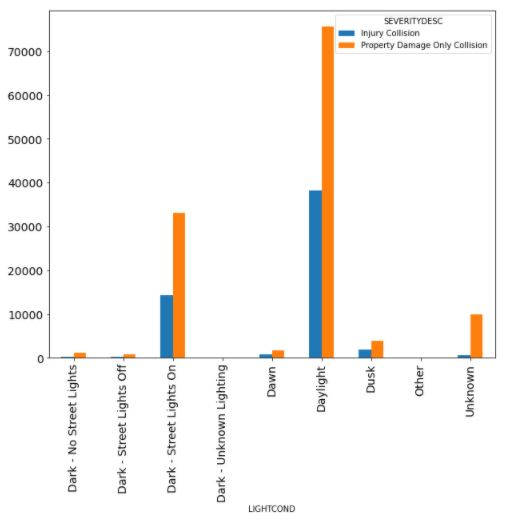 SEVERITYDESC
Injury Collision
Property Damage Only Collision
70000
60000
50000
40000
30000
20000
10000
0
Dark - No Street Lights
Dark - Street Lights Off
Dark - Street Lights On
Dark - Unknown Lighting
Dawn
Daylight
Dusk
Other
Unknown
LIGHTCOND